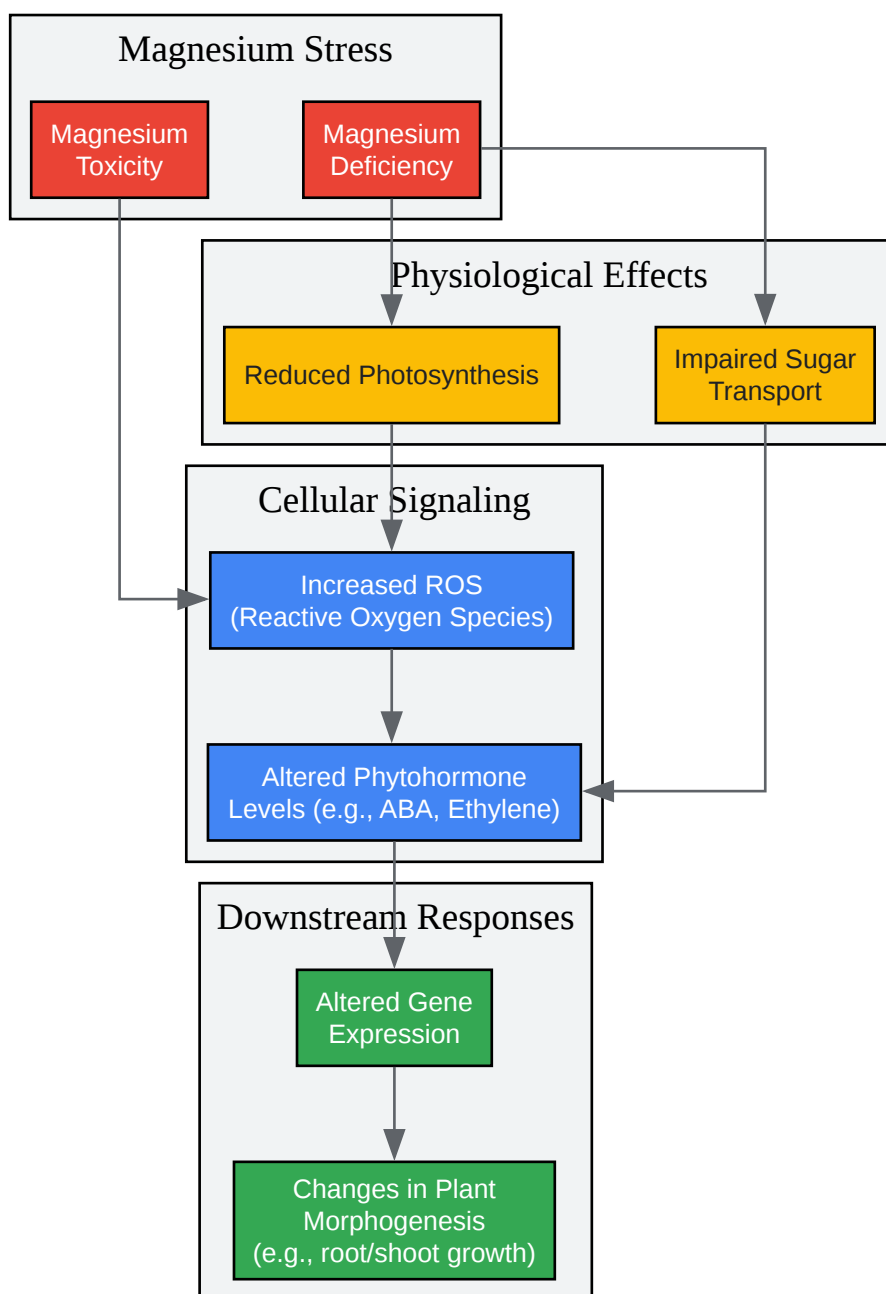 Magnesium Stress
Magnesium
Toxicity
Magnesium
Deficiency
Physiological Effects
Reduced Photosynthesis
Impaired Sugar
Transport
Cellular Signaling
Increased ROS
(Reactive Oxygen Species)
Altered Phytohormone
Levels (e.g., ABA, Ethylene)
Downstream Responses
Altered Gene
Expression
Changes in Plant
Morphogenesis
(e.g., root/shoot growth)